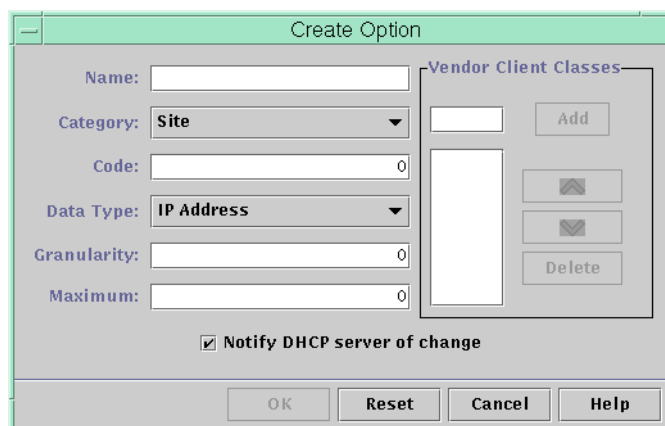 Create Option
Name:
Category: Site
Code: 0
Data Type: IP Address
Granularity: 0
Maximum: 0
Vendor Client Classes
Add
Delete
Notify DHCP server of change
OK Reset Cancel Help